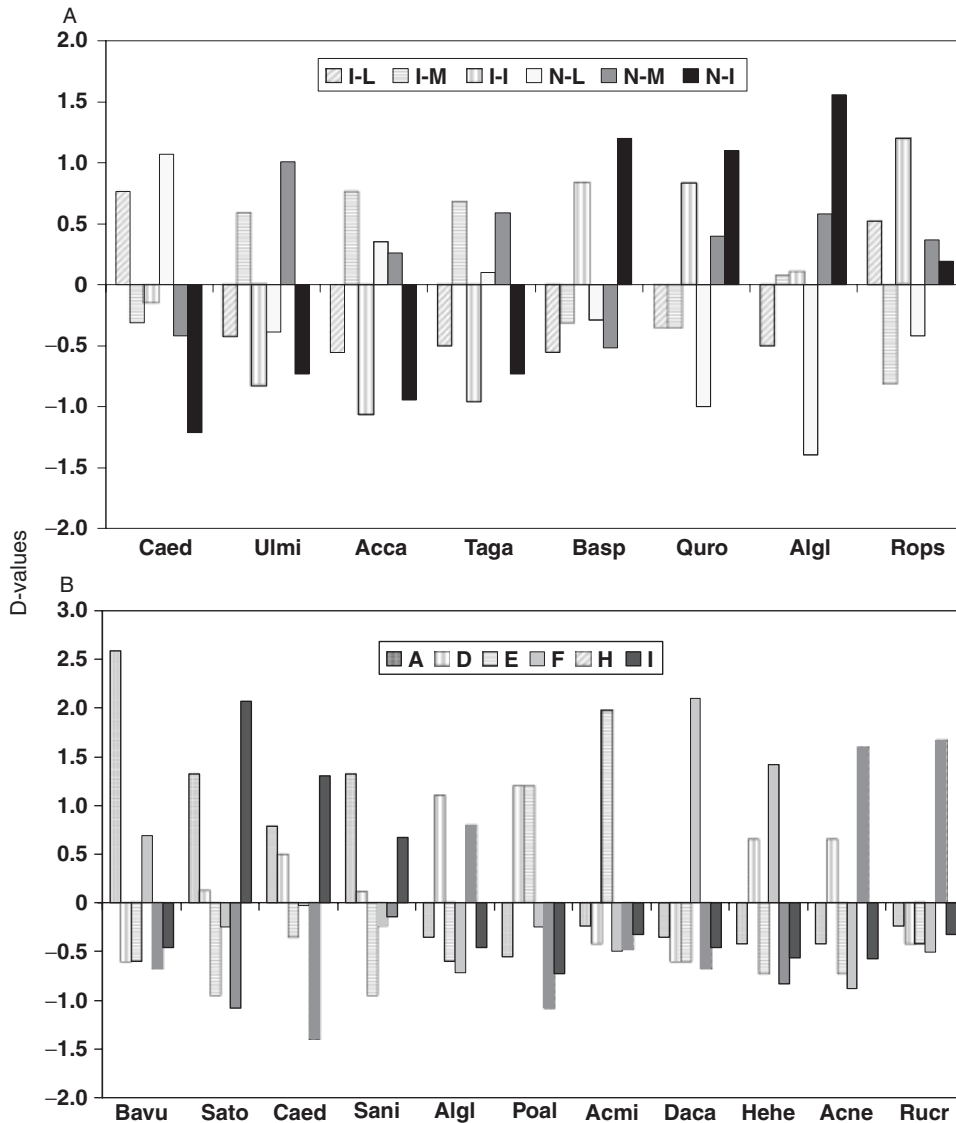 A
2.0
I-L I-M I-I N-L N-M N-I
1.5
1.0
0.5
0
−0.5
−1.0
−1.5
−2.0
Caed Ulmi Acca Taga Basp Quro Algl Rops
D-values
B
3.0
A D E F H I
2.5
2.0
1.5
1.0
0.5
0
−0.5
−1.0
−1.5
−2.0
Bavu Sato Caed Sani Algl Poal Acmi Daca Hehe Acne Rucr